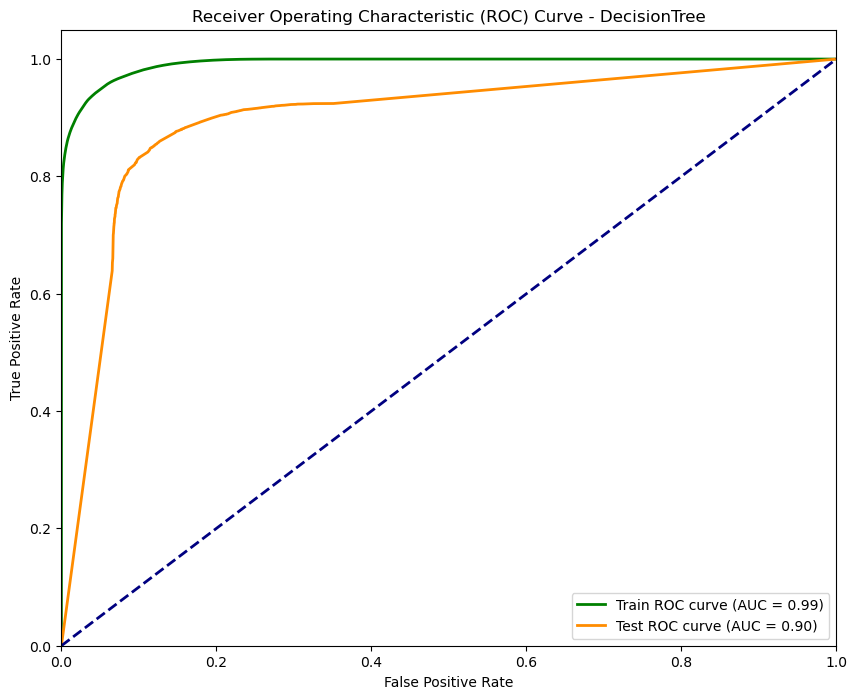 Receiver Operating Characteristic (ROC) Curve - DecisionTree
True Positive Rate
1.0
0.8
0.6
0.4
0.2
0.0
Train ROC curve (AUC = 0.99)
Test ROC curve (AUC = 0.90)
0.0 0.2 0.4 0.6 0.8 1.0
False Positive Rate